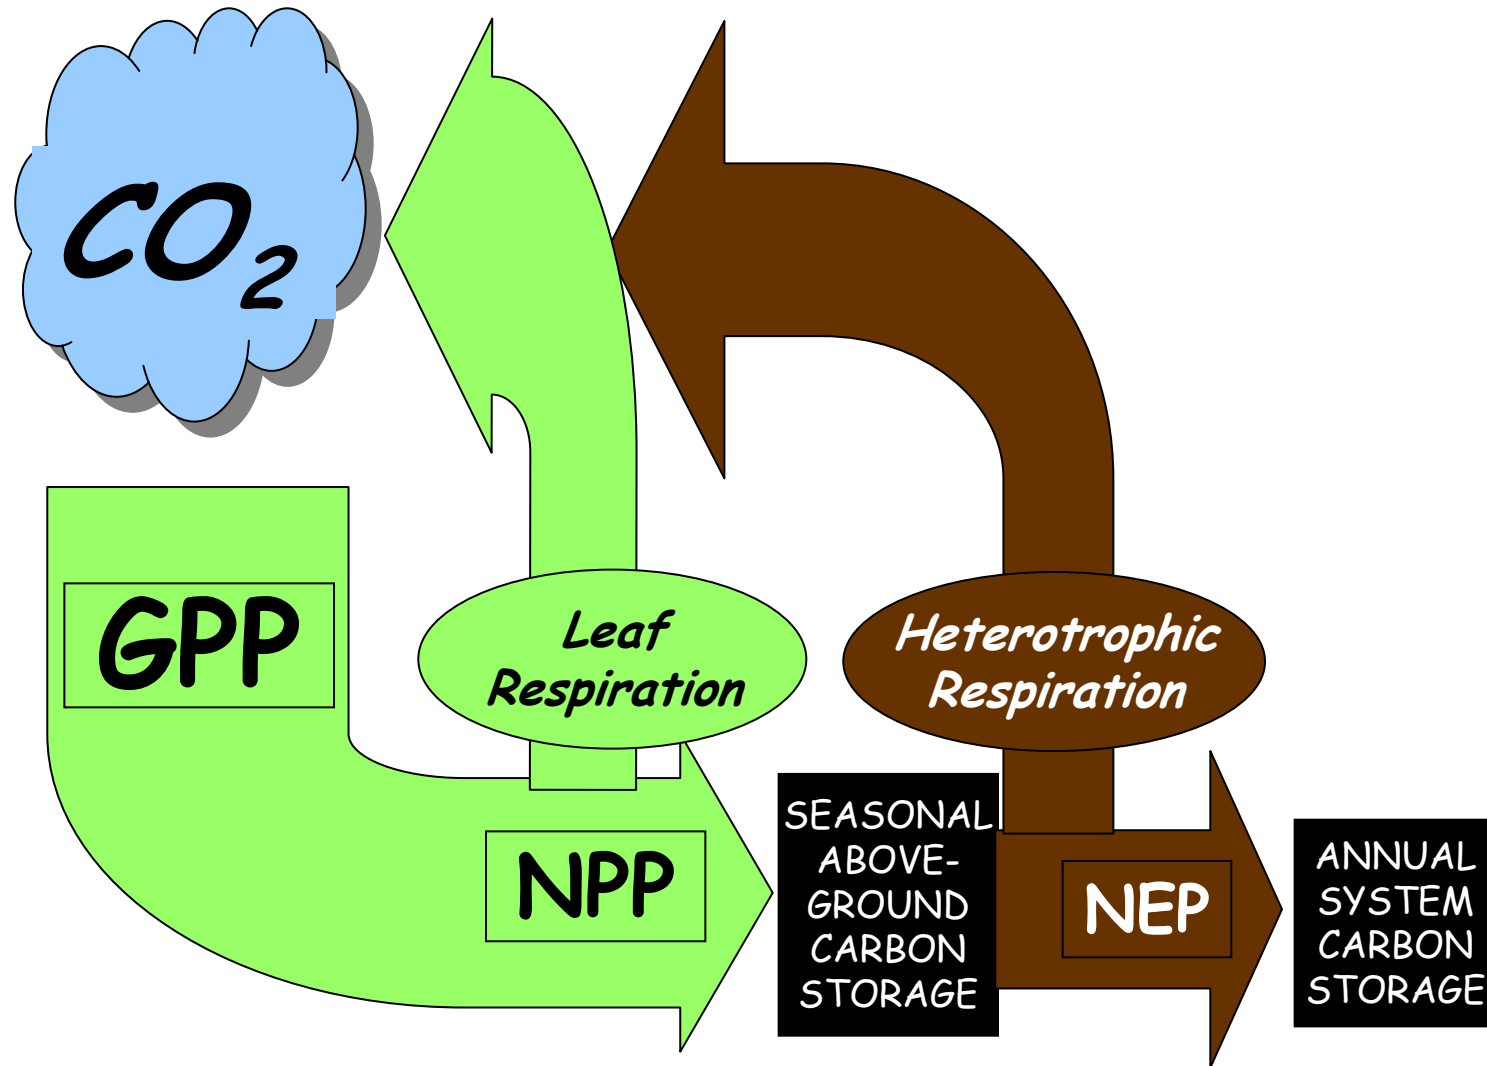 CO2
GPP
Leaf
Respiration
Heterotrophic
Respiration
NPP
SEASONAL
ABOVE-
GROUND
CARBON
STORAGE
NEP
ANNUAL
SYSTEM
CARBON
STORAGE